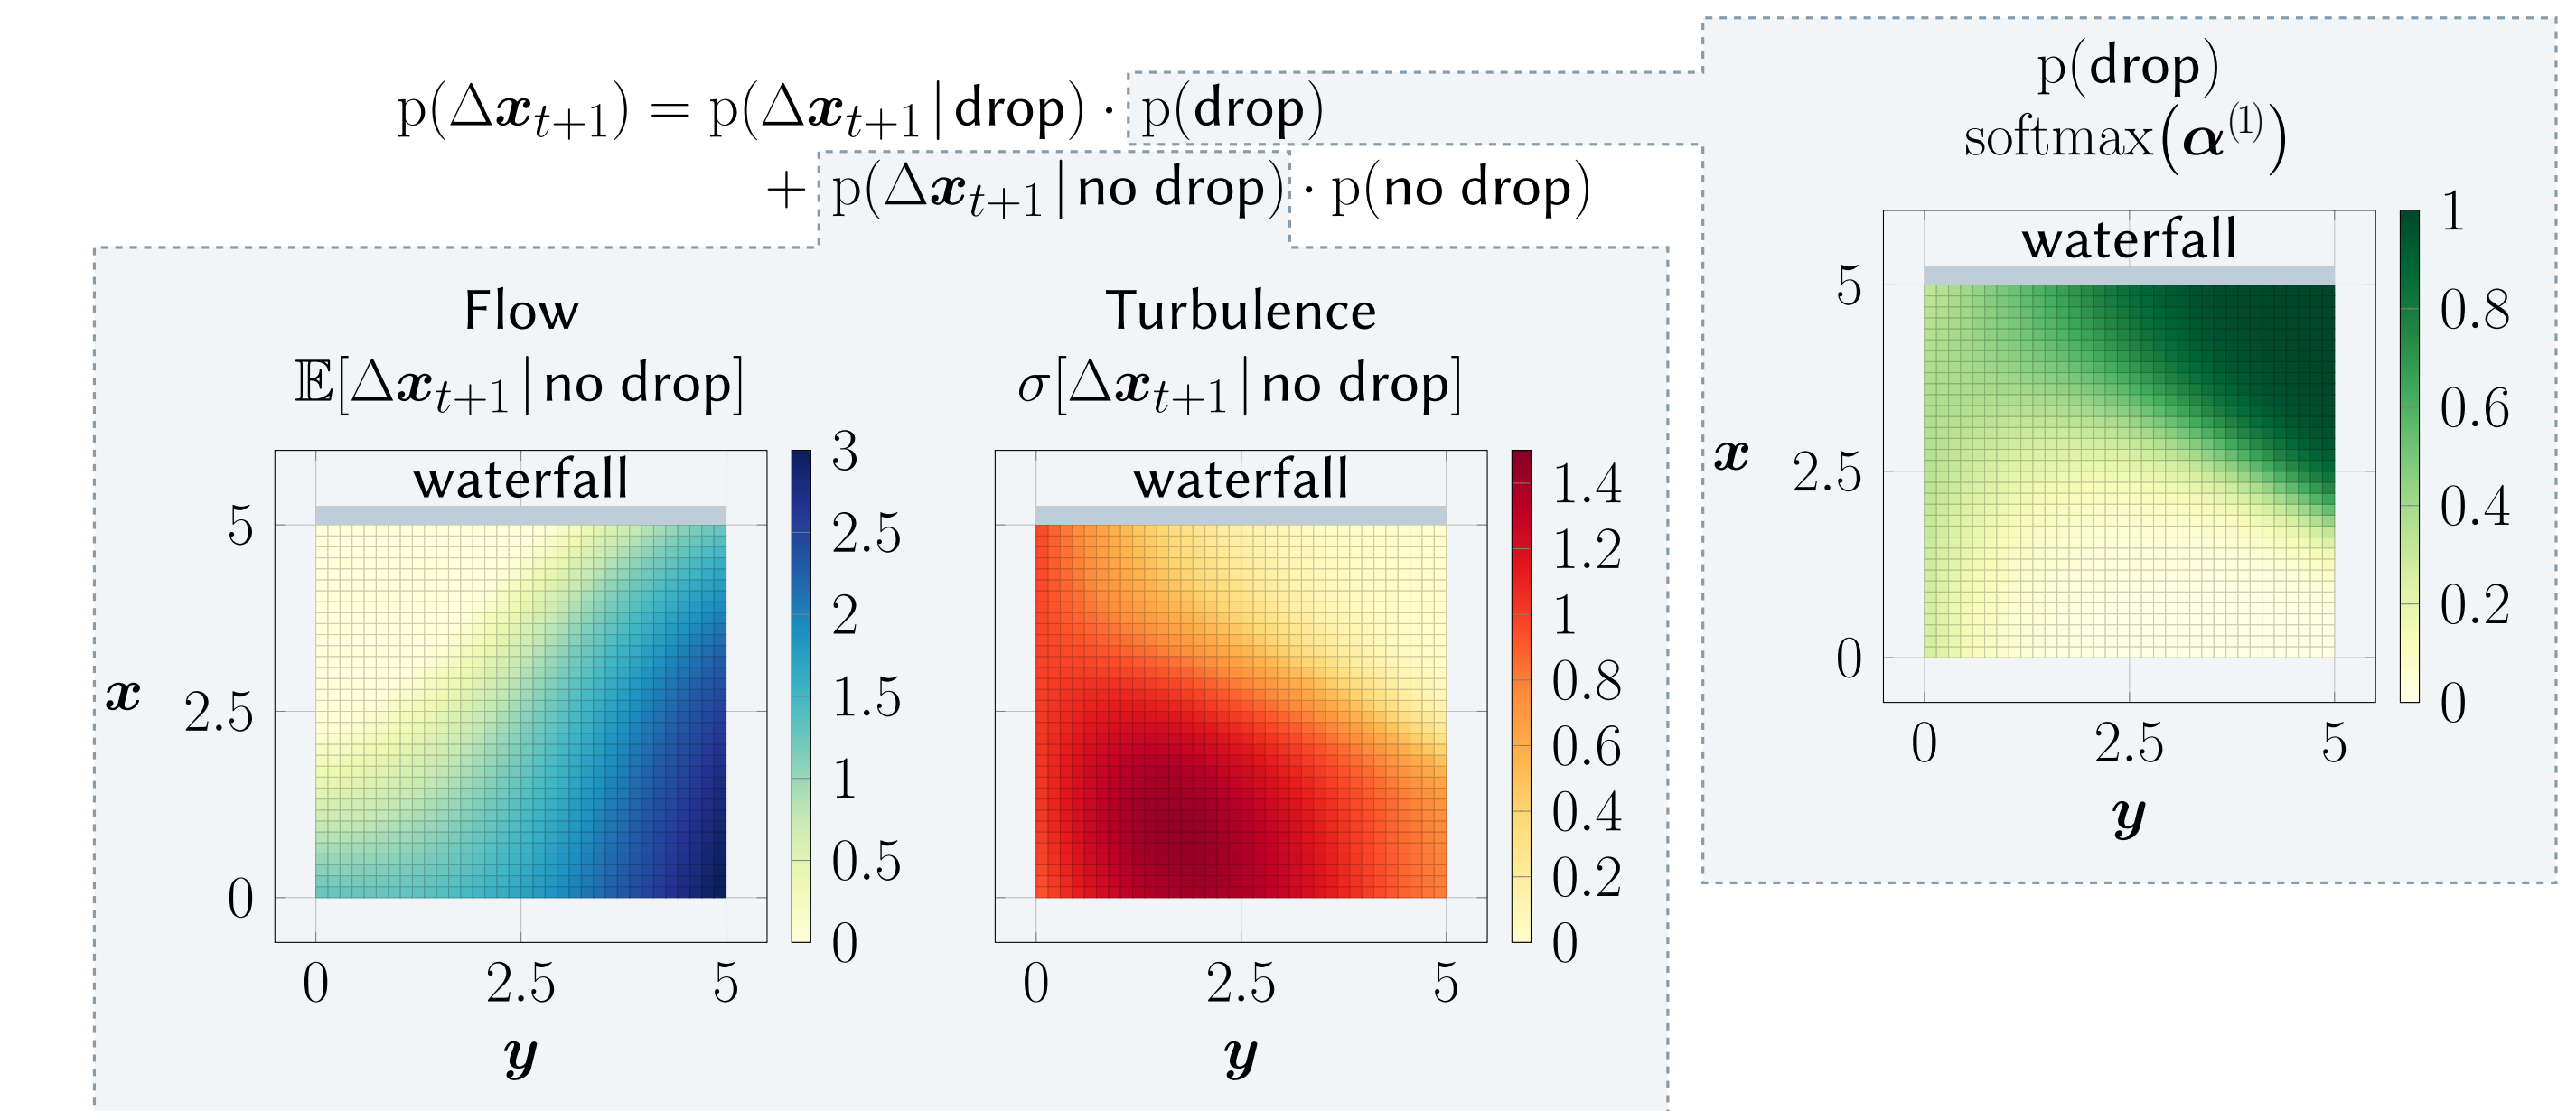 p(Δx_{t+1}) = p(Δx_{t+1} | drop) · p(drop)
+ p(Δx_{t+1} | no drop) · p(no drop)
Flow
𝔼[Δx_{t+1} | no drop]
waterfall
5
2.5
0
x
0 2.5 5
y
3
2.5
2
1.5
1
0.5
0
Turbulence
σ[Δx_{t+1} | no drop]
waterfall
0 2.5 5
y
1.4
1.2
1
0.8
0.6
0.4
0.2
0
p(drop)
softmax(α^{(1)})
waterfall
5
2.5
0
x
0 2.5 5
y
1
0.8
0.6
0.4
0.2
0